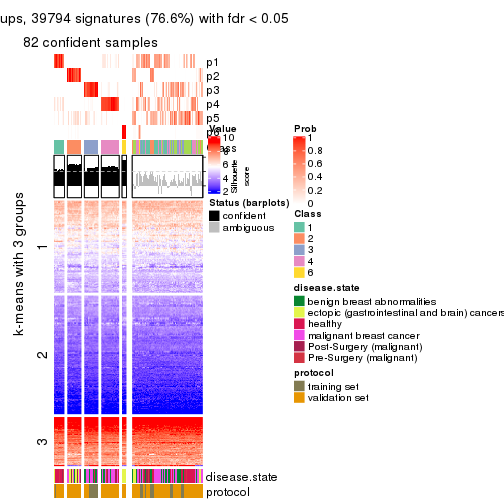 ups, 39794 signatures (76.6%) with fdr < 0.05
82 confident samples
p1
p2
p3
p4
p5
Value
10
8
6
4
2
Silhouette
score
k-means with 3 groups
1
2
3
disease.state
protocol
Status (barplots)
confident
ambiguous
Prob
1
0.8
0.6
0.4
0.2
0
Class
1
2
3
4
6
disease.state
benign breast abnormalities
ectopic (gastrointestinal and brain) cancers
healthy
malignant breast cancer
Post-Surgery (malignant)
Pre-Surgery (malignant)
protocol
training set
validation set